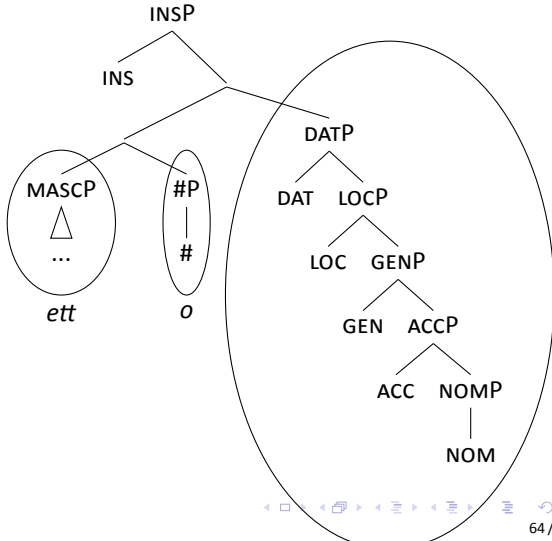 INSP
INS
DATP
MASCP #P DAT LOCP
... # LOC GENP
ett o
GEN ACCP
ACC NOMP
NOM
64/